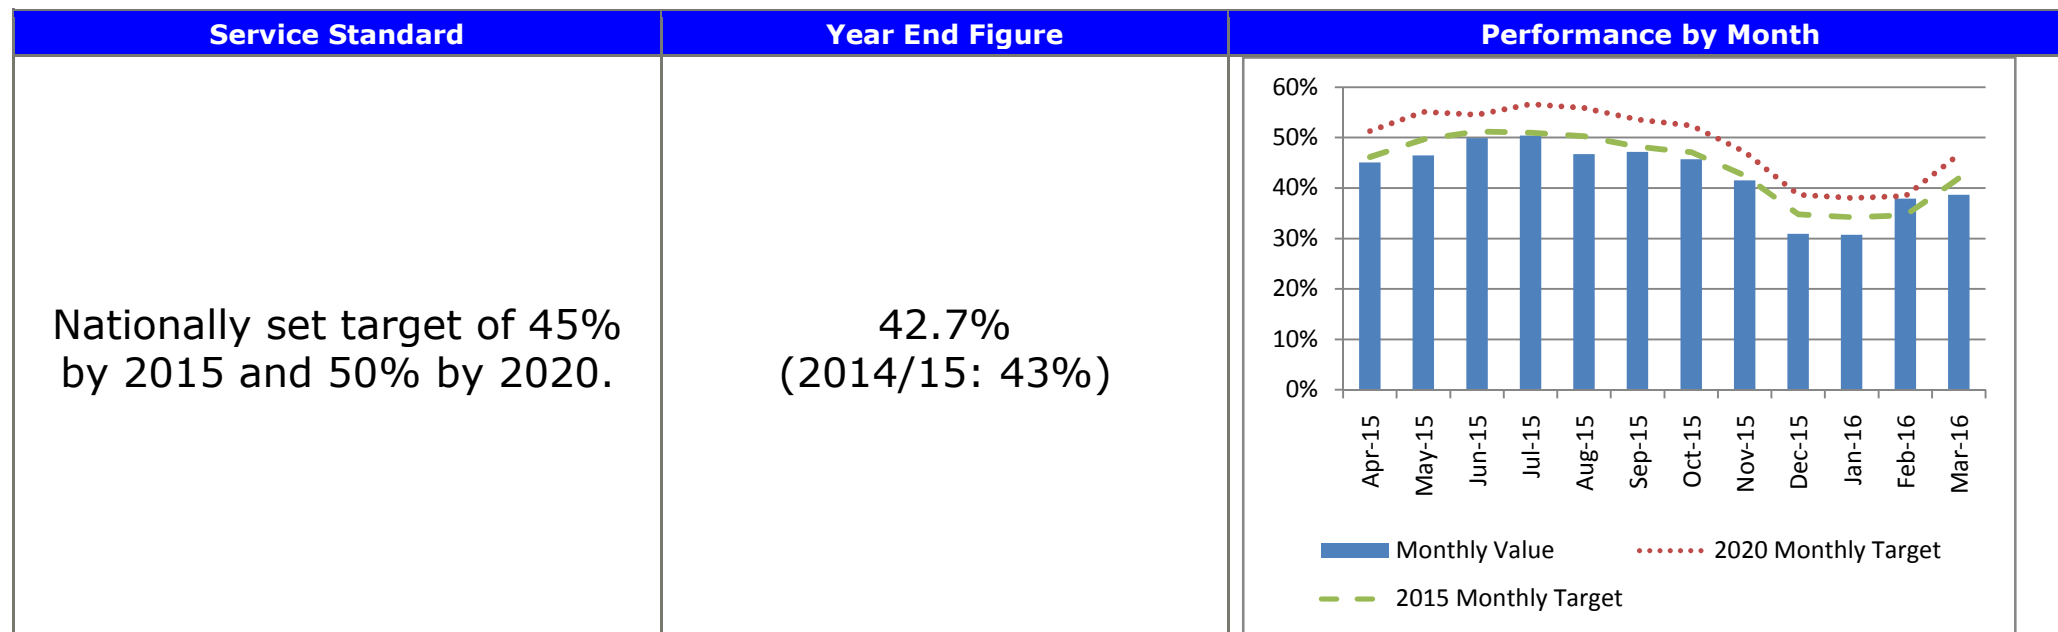 Service Standard
Year End Figure
Performance by Month
Nationally set target of 45%
by 2015 and 50% by 2020.
42.7%
(2014/15: 43%)
60%
50%
40%
30%
20%
10%
0%
Apr-15
May-15
Jun-15
Jul-15
Aug-15
Sep-15
Oct-15
Nov-15
Dec-15
Jan-16
Feb-16
Mar-16
Monthly Value
2020 Monthly Target
2015 Monthly Target